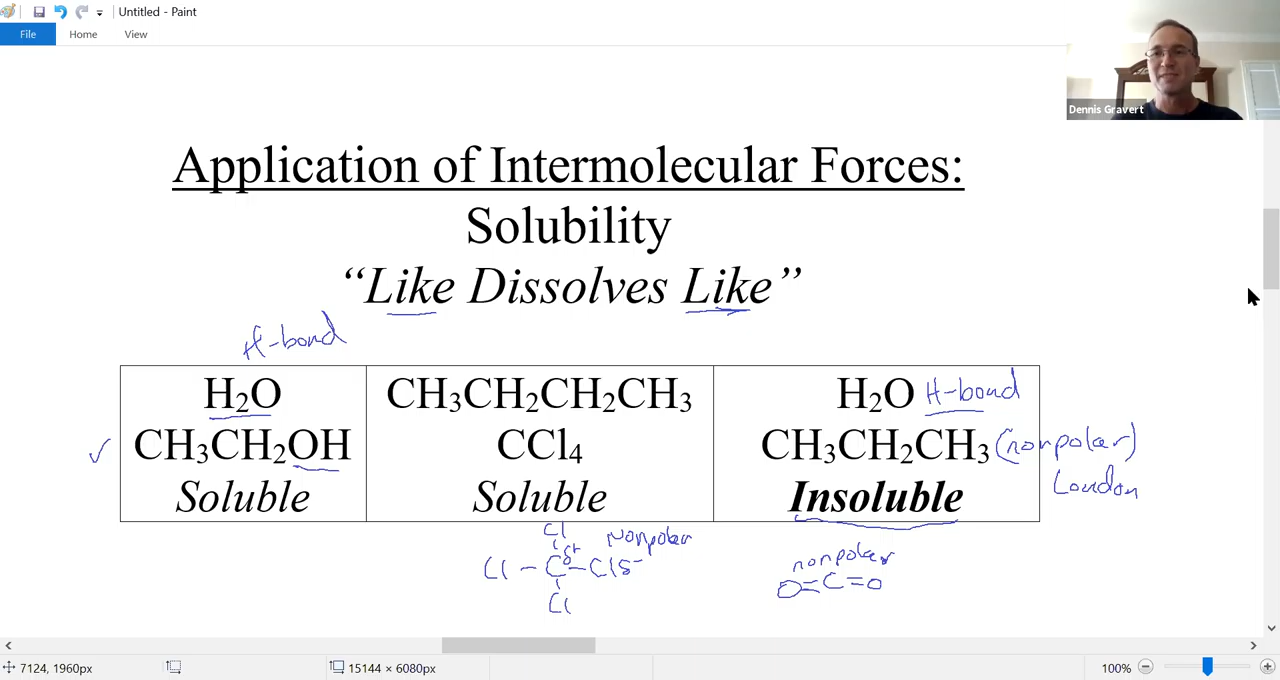 Untitled - Paint
File Home View
Dennis Gravert
Application of Intermolecular Forces:
Solubility
“Like Dissolves Like”
H-bond
H₂O CH₃CH₂CH₂CH₃ H₂O H-bond
CH₃CH₂OH CCl₄ CH₃CH₂CH₃ (nonpolar)
London
Soluble Soluble Insoluble
Cl Nonpolar
Cl – C δ+ – Cl δ−
Cl
nonpolar
O=C=O
7124, 1960px 15144 × 6080px 100%